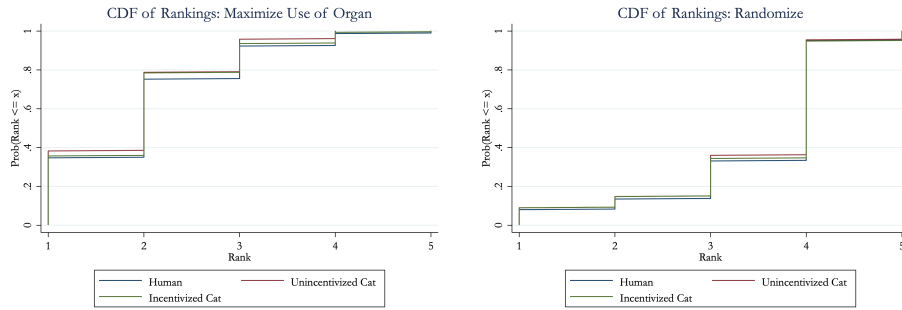 CDF of Rankings: Maximize Use of Organ
Prob(Rank <= x)
1
.8
.6
.4
.2
0
1 2 3 4 5
Rank
Human Unincentivized Cat
Incentivized Cat
CDF of Rankings: Randomize
Prob(Rank <= x)
1
.8
.6
.4
.2
0
1 2 3 4 5
Rank
Human Unincentivized Cat
Incentivized Cat